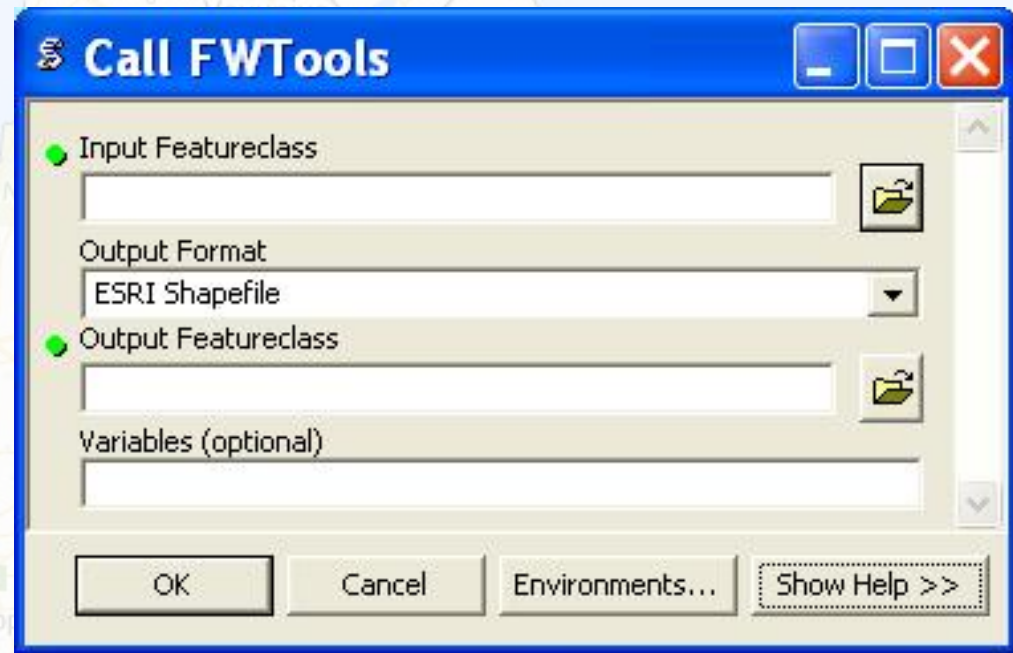 Call FWTools
Input Featureclass
Output Format
ESRI Shapefile
Output Featureclass
Variables (optional)
OK
Cancel
Environments...
Show Help >>